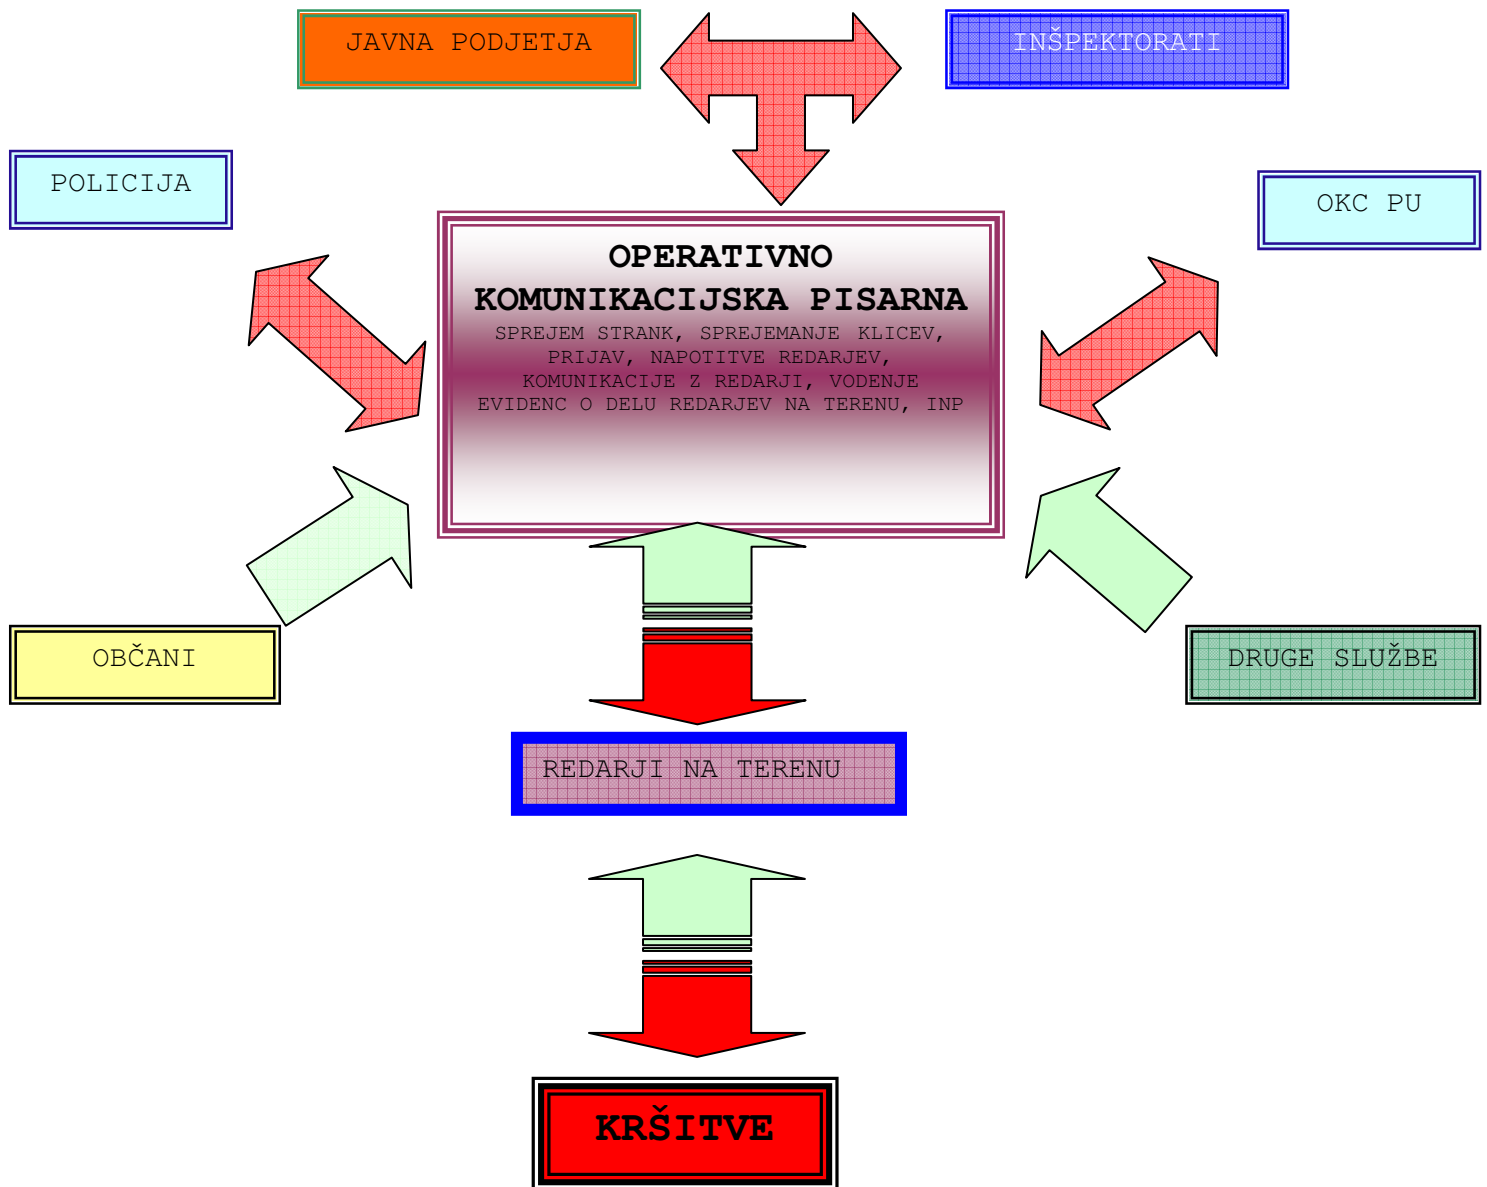 JAVNA PODJETJA
INŠPEKTORATI
POLICIJA
OKC PU
OPERATIVNO
KOMUNIKACIJSKA PISARNA
SPREJEM STRANK, SPREJEMANJE KLICEV,
PRIJAV, NAPOTITVE REDARJEV,
KOMUNIKACIJE Z REDARJI, VODENJE
EVIDENC O DELU REDARJEV NA TERENU, INP
OBČANI
DRUGE SLUŽBE
REDARJI NA TERENU
KRŠITVE